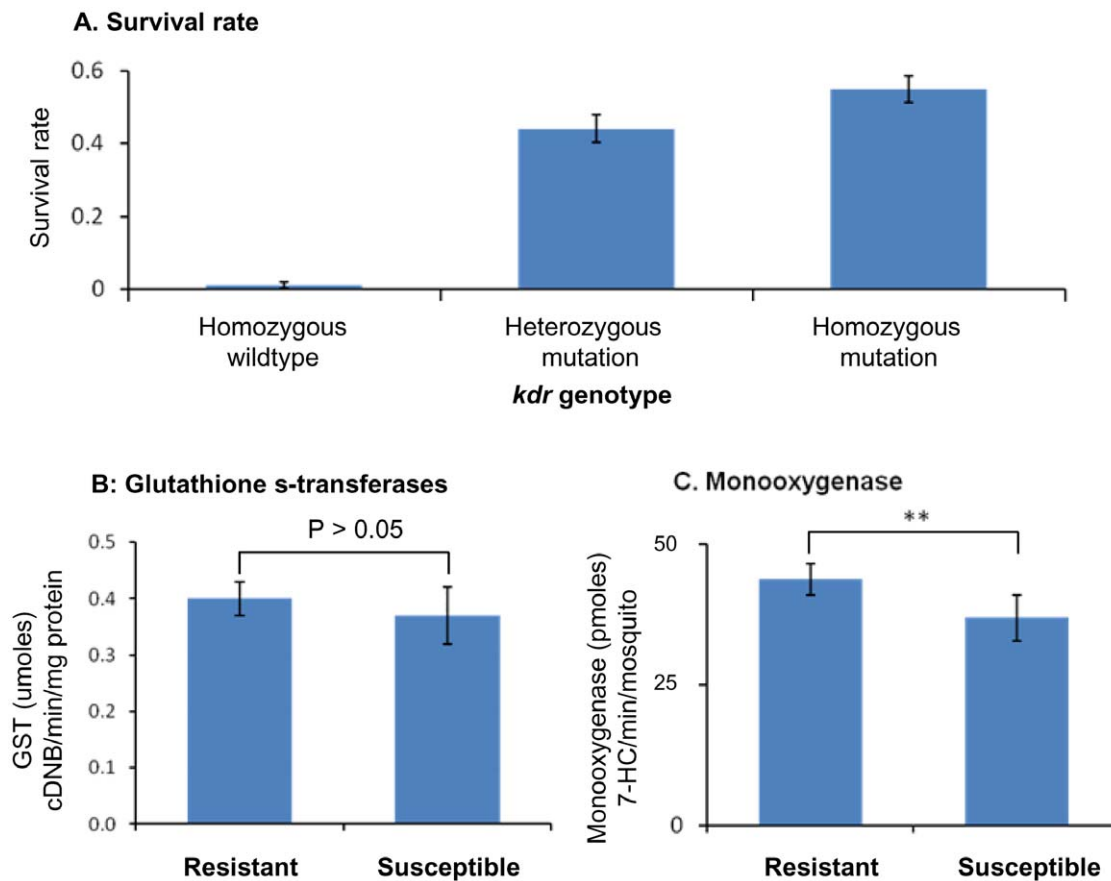 A. Survival rate
0.6
0.4
0.2
0
Survival rate
Homozygous
wildtype
Heterozygous
mutation
Homozygous
mutation
kdr genotype
B: Glutathione s-transferases
P > 0.05
0.5
0.4
0.3
0.2
0.1
0.0
GST (umoles)
cDNB/min/mg protein
Resistant
Susceptible
C. Monooxygenase
**
50
25
0
Monooxygenase (pmoles)
7-HC/min/mosquito
Resistant
Susceptible